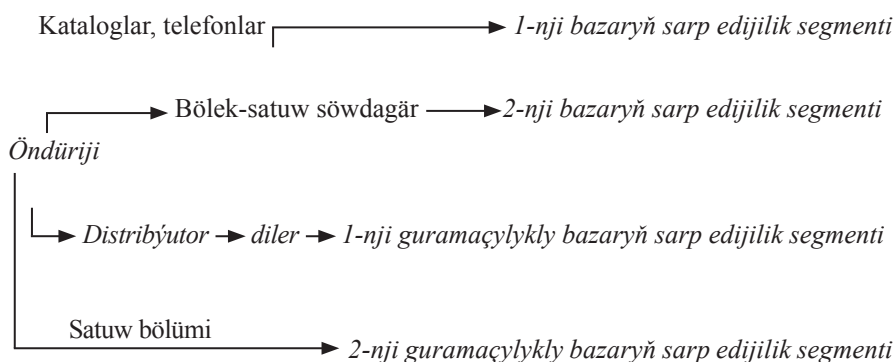 Kataloglar, telefonlar 1-nji bazaryň sarp edijilik segmenti
Bölek-satuw söwdagär 2-nji bazaryň sarp edijilik segmenti
Öndüriji
Distribýutor diler 1-nji guramaçylykly bazaryň sarp edijilik segmenti
Satuw bölümi
2-nji guramaçylykly bazaryň sarp edijilik segmenti